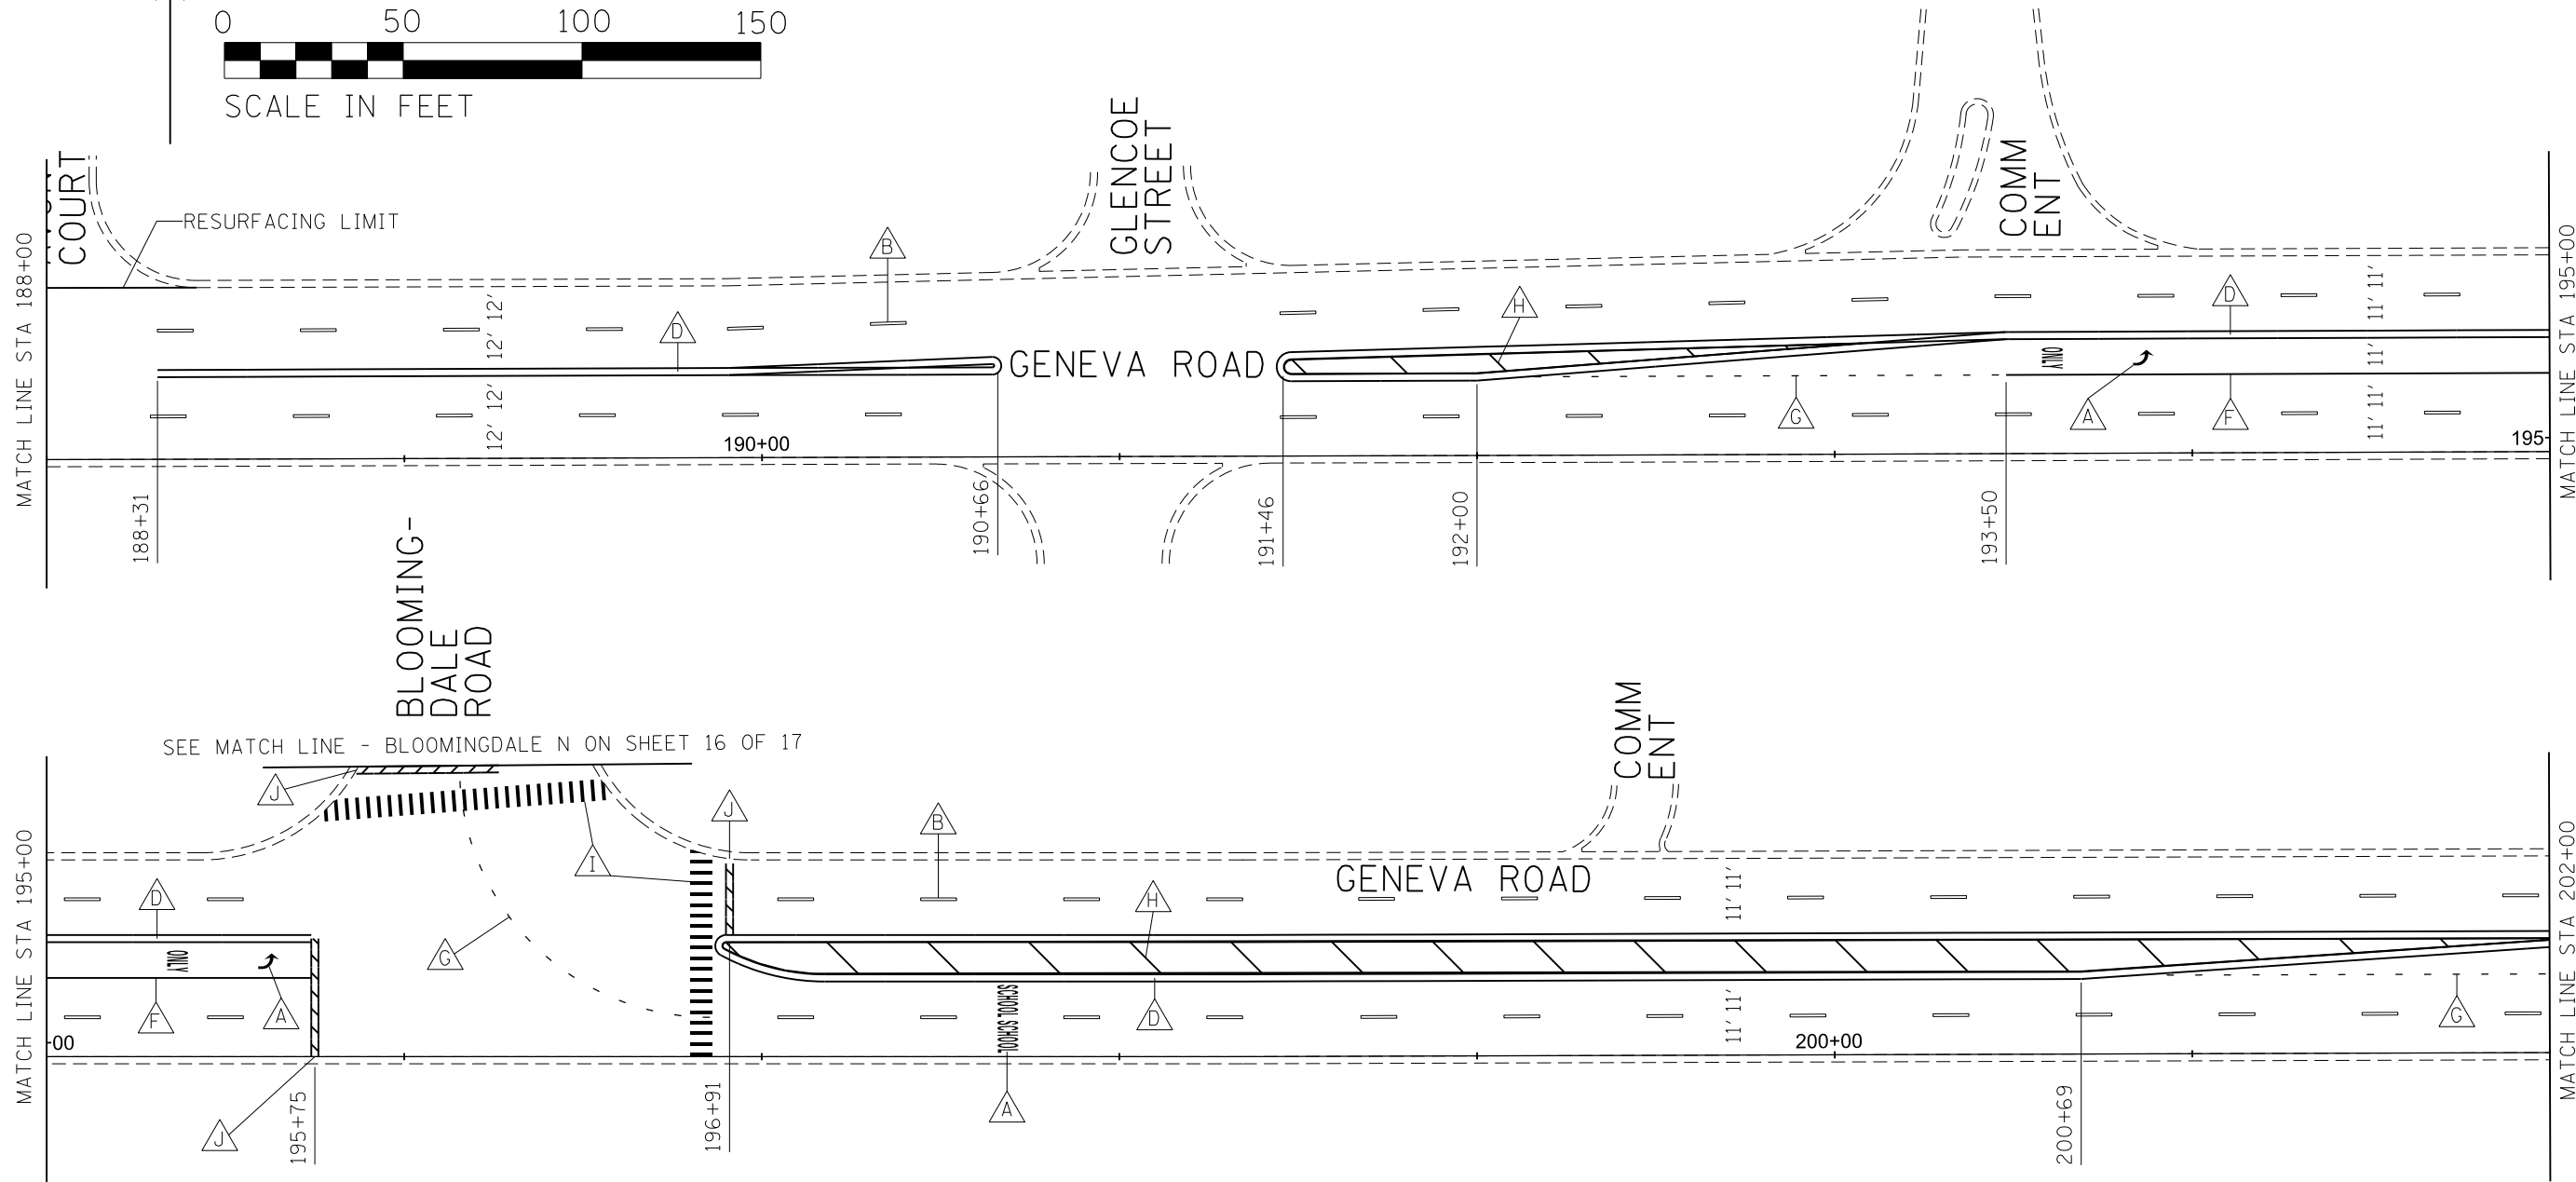 0 50 100 150
SCALE IN FEET
MATCH LINE STA 188+00
COURT
RESURFACING LIMIT
GLENCOE
STREET
COMM
ENT
MATCH LINE STA 195+00
B
D
H
D
12' 12'
12' 12'
11' 11'
11'
11' 11'
GENEVA ROAD
ONLY
G
A
F
190+00
195
188+31
190+66
191+46
192+00
193+50
BLOOMING-
DALE
ROAD
SEE MATCH LINE - BLOOMINGDALE N ON SHEET 16 OF 17
COMM
ENT
MATCH LINE STA 195+00
MATCH LINE STA 202+00
J
J
B
I
D
H
GENEVA ROAD
11' 11'
ONLY
G
F
A
SCHOOL SCHOOL
D
11' 11'
G
00
200+00
A
J
195+75
196+91
200+69